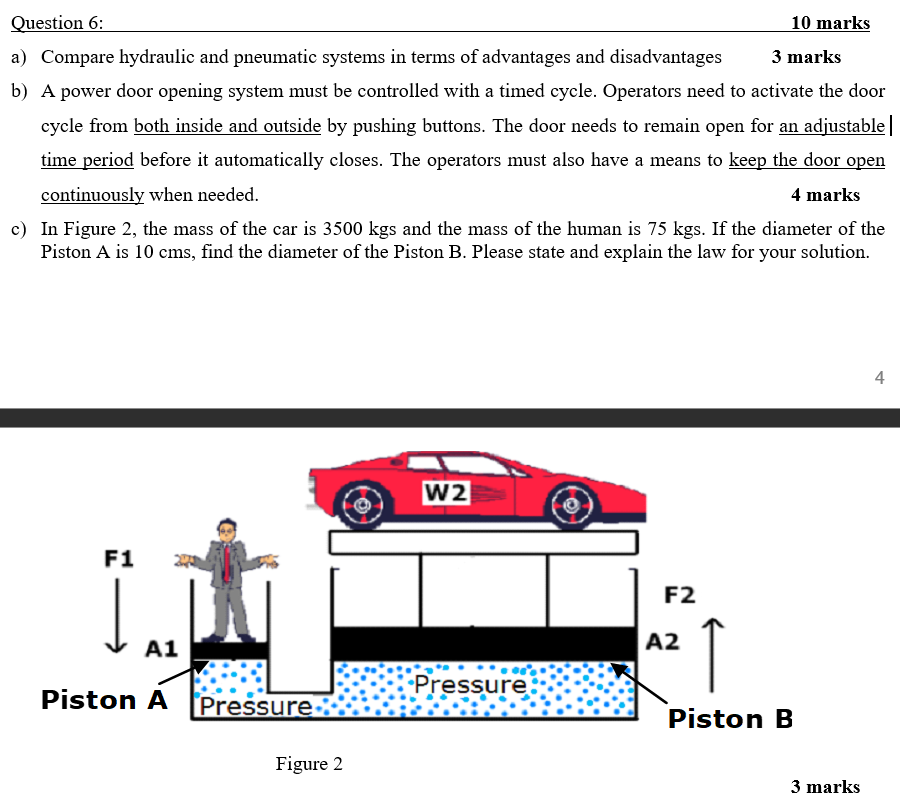 Question 6: 10 marks
a) Compare hydraulic and pneumatic systems in terms of advantages and disadvantages 3 marks
b) A power door opening system must be controlled with a timed cycle. Operators need to activate the door
cycle from both inside and outside by pushing buttons. The door needs to remain open for an adjustable
time period before it automatically closes. The operators must also have a means to keep the door open
continuously when needed. 4 marks
c) In Figure 2, the mass of the car is 3500 kgs and the mass of the human is 75 kgs. If the diameter of the
Piston A is 10 cms, find the diameter of the Piston B. Please state and explain the law for your solution.
4
W2
F1
F2
A1
A2
Pressure
Piston A
Pressure
Piston B
Figure 2
3 marks